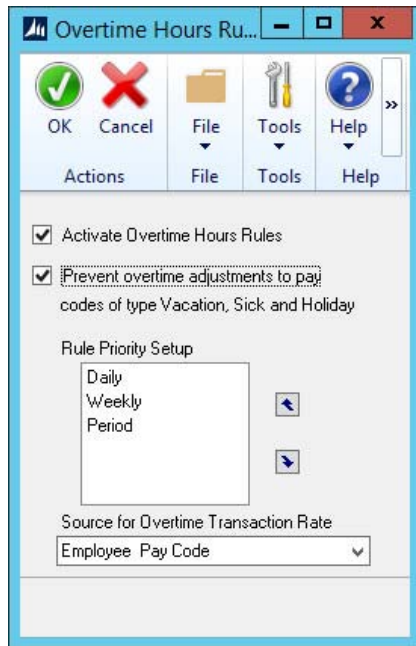 Overtime Hours Ru...
OK Cancel File Tools Help »
Actions File Tools Help
Activate Overtime Hours Rules
Prevent overtime adjustments to pay
codes of type Vacation, Sick and Holiday
Rule Priority Setup
Daily
Weekly
Period
Source for Overtime Transaction Rate
Employee Pay Code